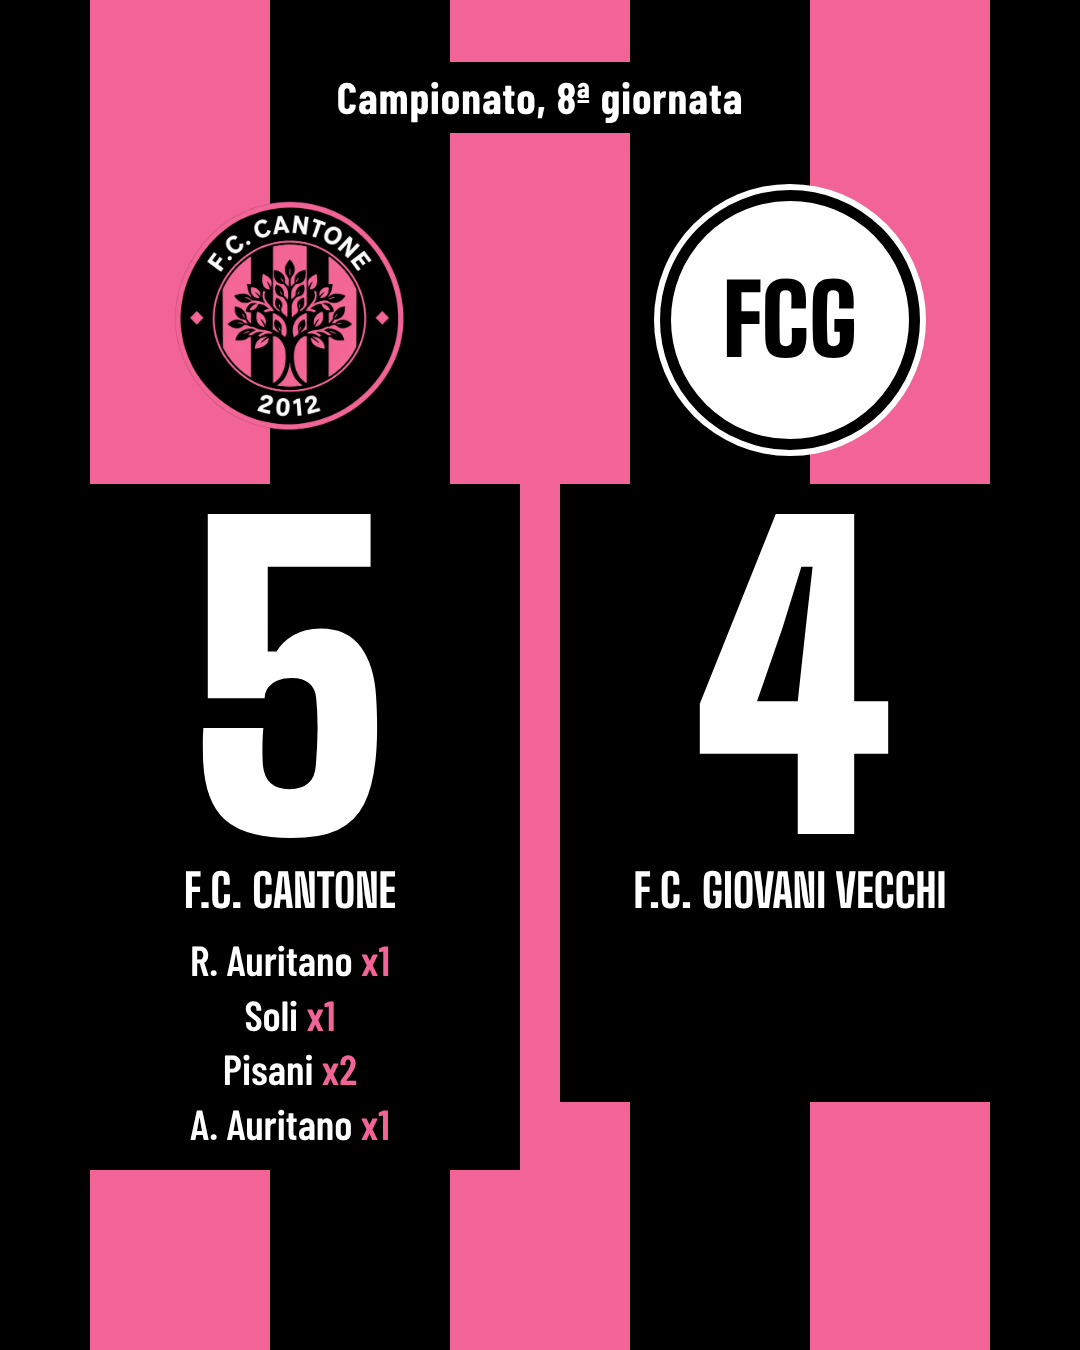 Campionato, 8ª giornata
F.C. CANTONE
2012
FCG
5
4
F.C. CANTONE
F.C. GIOVANI VECCHI
R. Auritano x1
Soli x1
Pisani x2
A. Auritano x1